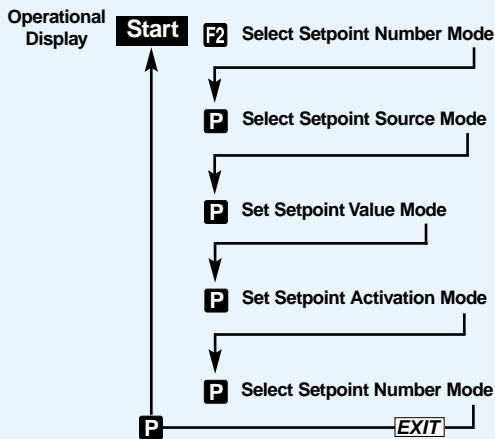 Operational
Display
Start
F2 Select Setpoint Number Mode
P Select Setpoint Source Mode
P Set Setpoint Value Mode
P Set Setpoint Activation Mode
P Select Setpoint Number Mode
P EXIT